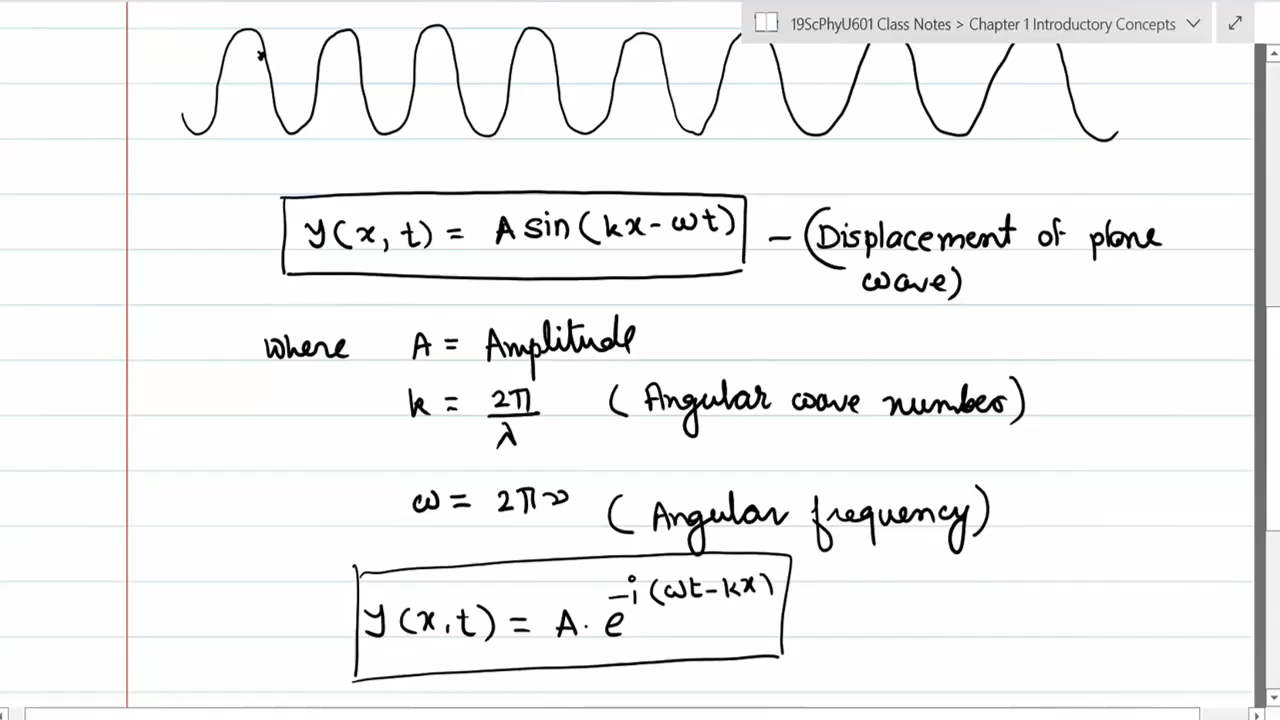 19ScPhyU601 Class Notes > Chapter 1 Introductory Concepts
y(x, t) = A sin(kx - ωt) - (Displacement of plane
wave)
where A = Amplitude
k = 2π/λ (Angular wave number)
ω = 2πν (Angular frequency)
y(x,t) = A. e^-i(ωt-kx)